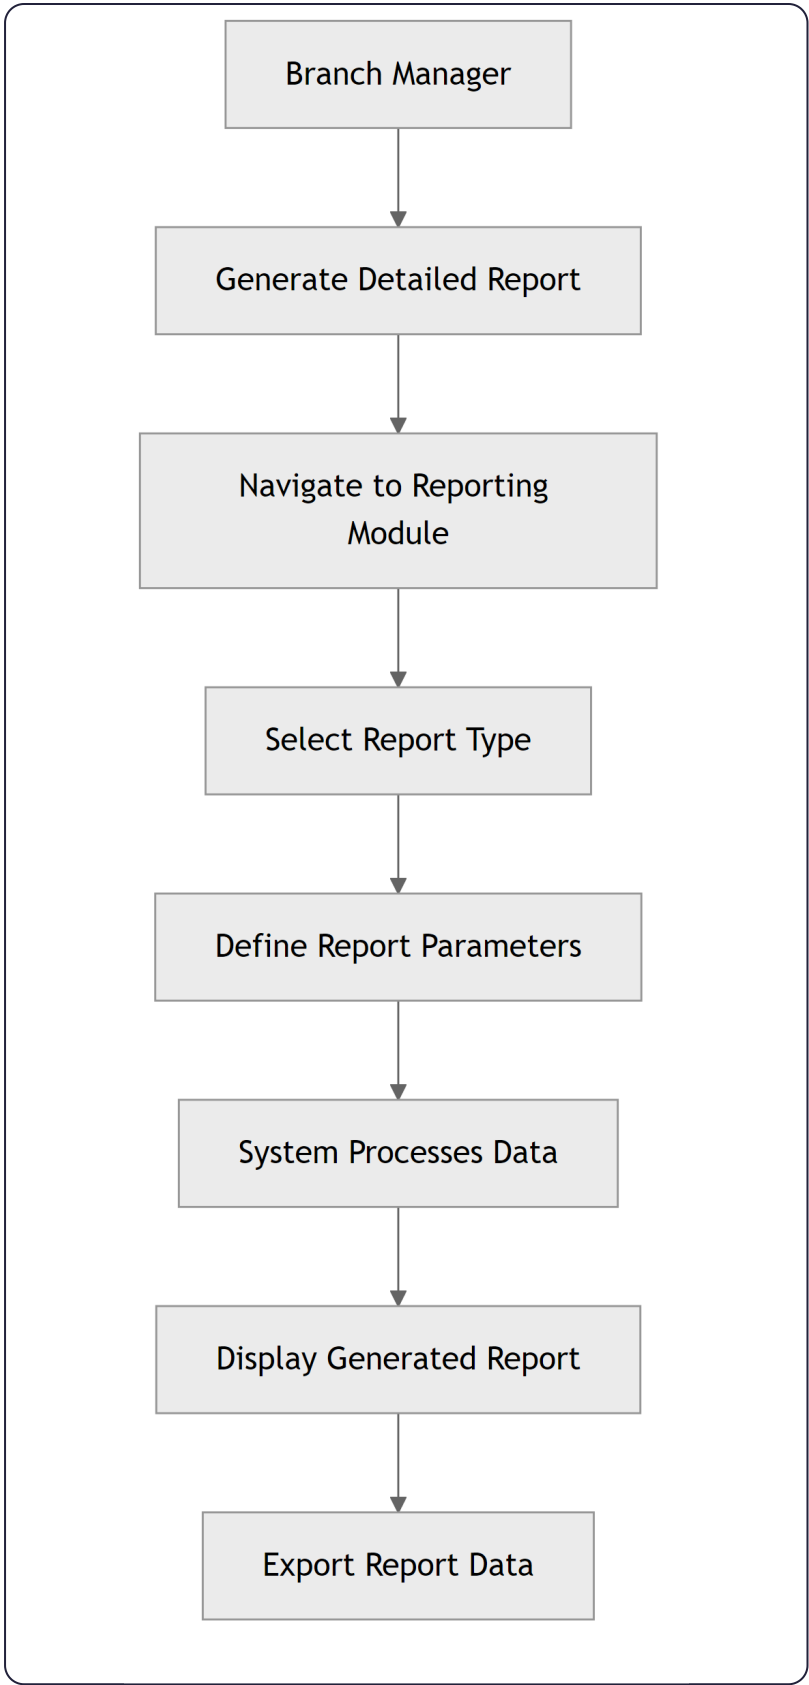 Branch Manager
Generate Detailed Report
Navigate to Reporting
Module
Select Report Type
Define Report Parameters
System Processes Data
Display Generated Report
Export Report Data